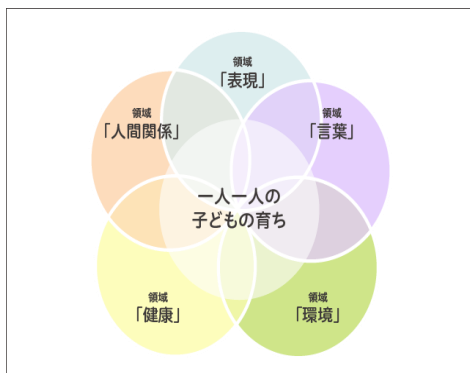 領域
「表現」
領域
「人間関係」
領域
「言葉」
一人一人の
子どもの育ち
領域
「健康」
領域
「環境」